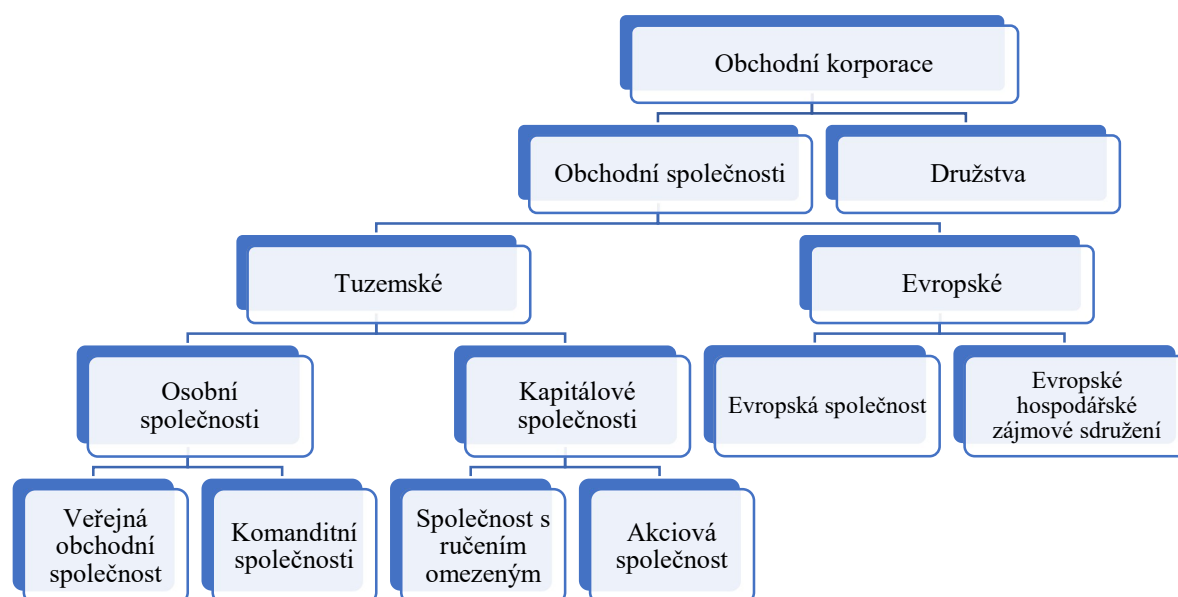 Obchodní korporace
Obchodní společnosti
Družstva
Tuzemské
Evropské
Osobní
společnosti
Kapitálové
společnosti
Evropská společnost
Evropské
hospodářské
zájmové sdružení
Veřejná
obchodní
společnost
Komanditní
společnosti
Společnost s
ručením
omezeným
Akciová
společnost